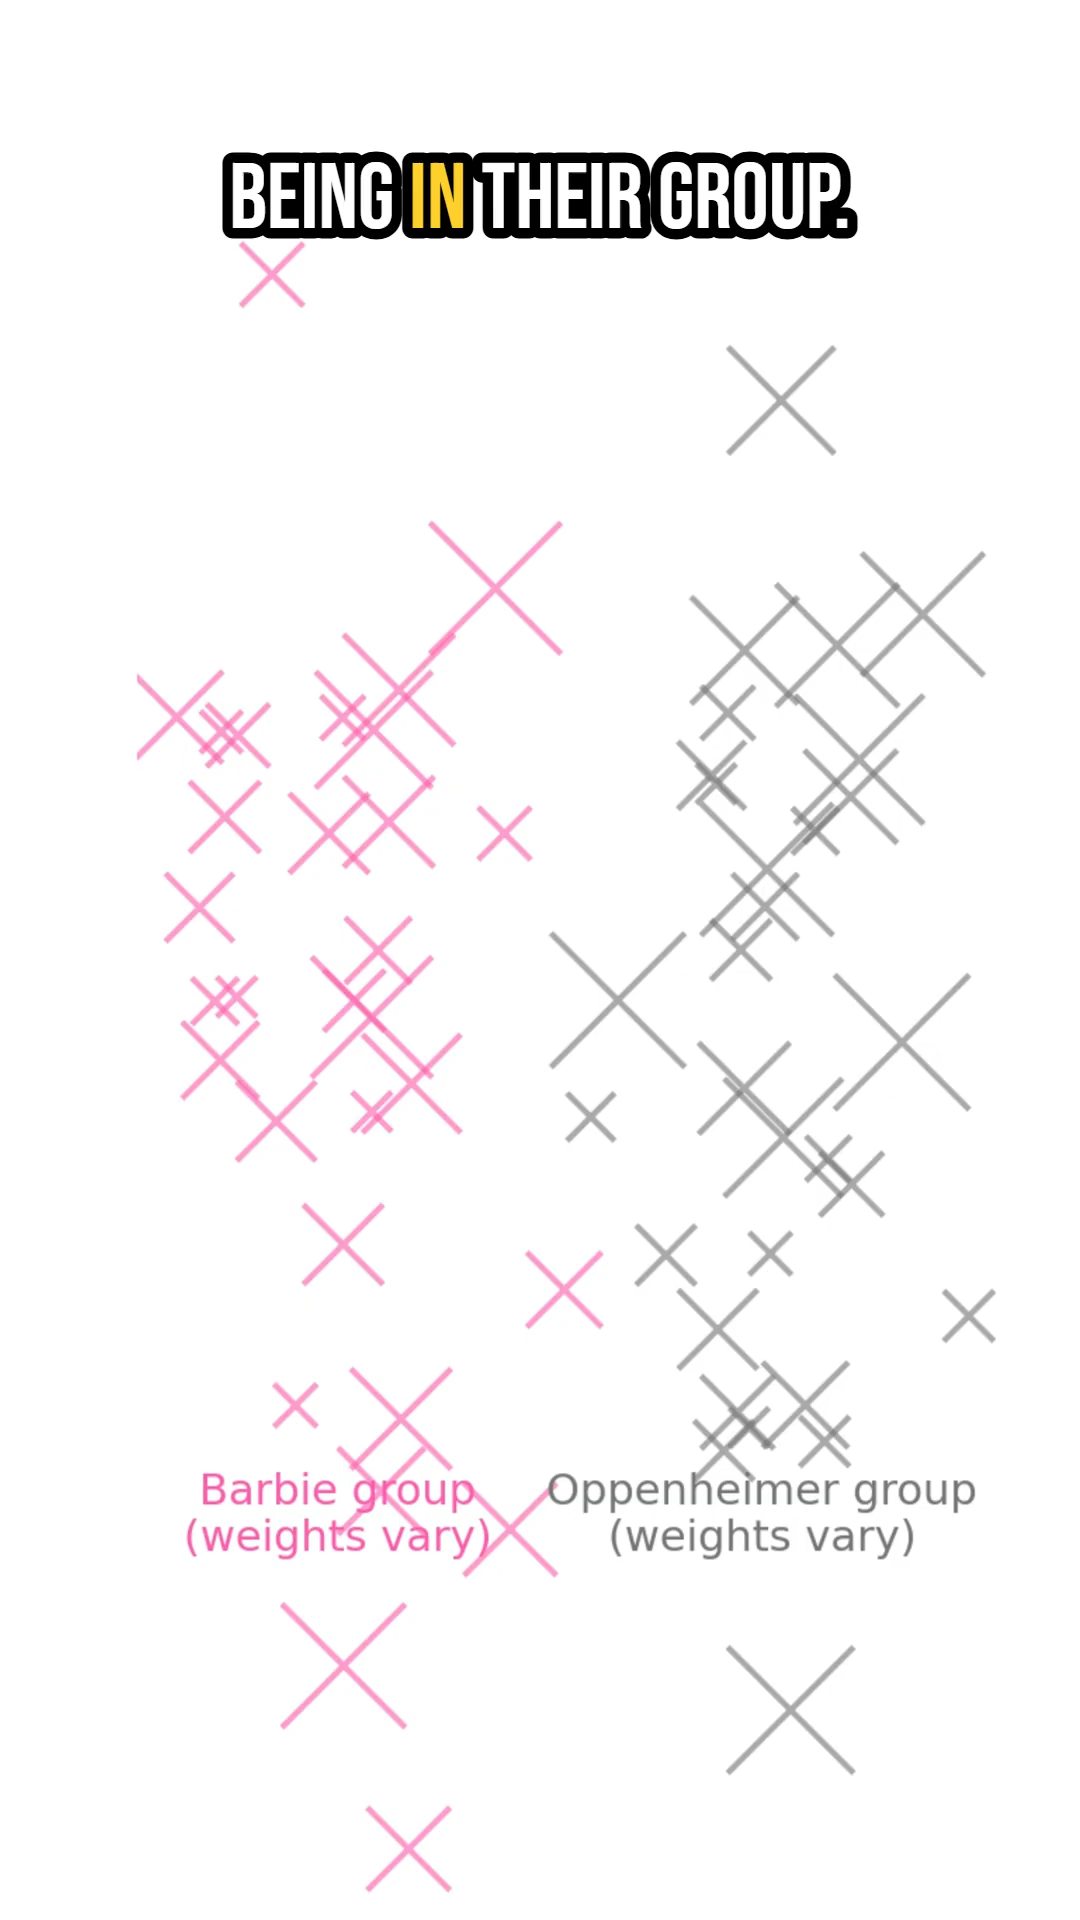 BEING IN THEIR GROUP.
Barbie group
(weights vary)
Oppenheimer group
(weights vary)